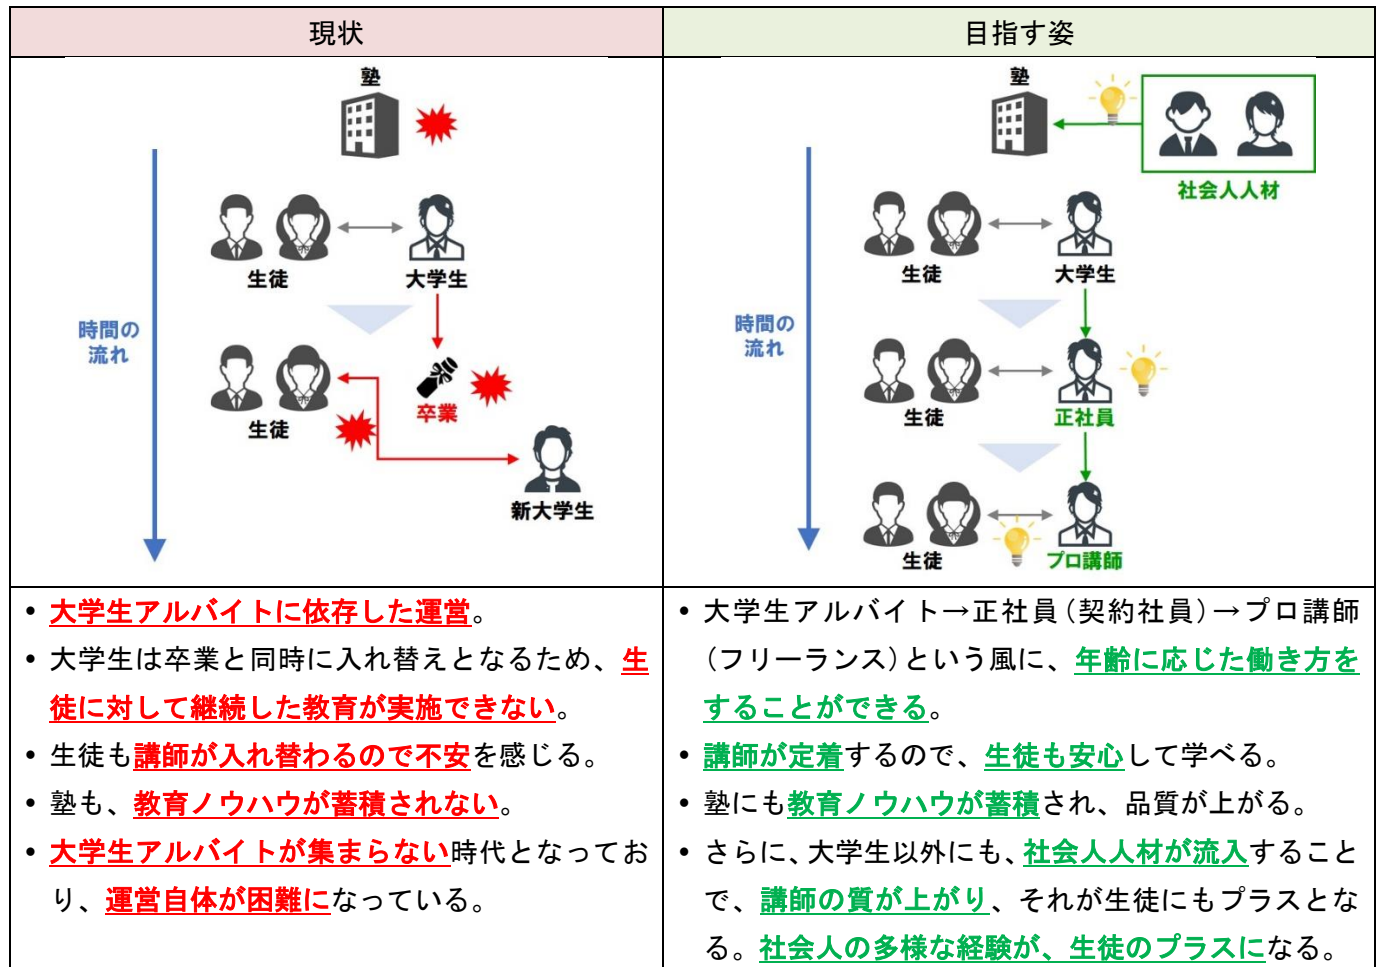 現状
塾
生徒
大学生
時間の
流れ
卒業
生徒
新大学生
・大学生アルバイトに依存した運営。
・大学生は卒業と同時に入れ替えとなるため、生
徒に対して継続した教育が実施できない。
・生徒も講師が入れ替わるので不安を感じる。
・塾も、教育ノウハウが蓄積されない。
・大学生アルバイトが集まらない時代となってお
り、運営自体が困難になっている。
目指す姿
塾
社会人人材
生徒
大学生
時間の
流れ
生徒
正社員
生徒
プロ講師
・大学生アルバイト→正社員(契約社員)→プロ講師
(フリーランス)という風に、年齢に応じた働き方を
することができる。
・講師が定着するので、生徒も安心して学べる。
・塾にも教育ノウハウが蓄積され、品質が上がる。
・さらに、大学生以外にも、社会人人材が流入すること
で、講師の質が上がり、それが生徒にもプラスとな
る。社会人の多様な経験が、生徒のプラスになる。